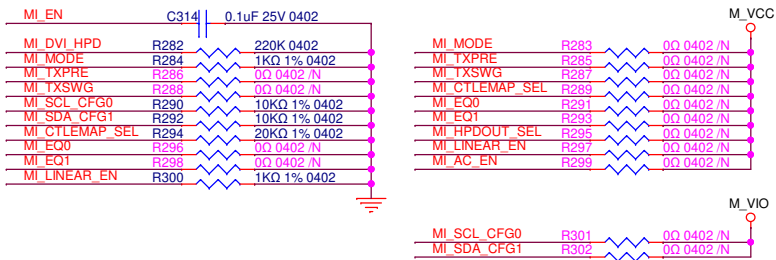 MI_EN C314 0.1uF 25V 0402
MI_DVI_HPD R282 220K 0402
MI_MODE R284 1KΩ 1% 0402
MI_TXPRE R286 0Ω 0402 /N
MI_TXSWG R288 0Ω 0402 /N
MI_SCL_CFG0 R290 10KΩ 1% 0402
MI_SDA_CFG1 R292 10KΩ 1% 0402
MI_CTLEMAP_SEL R294 20KΩ 1% 0402
MI_EQ0 R296 0Ω 0402 /N
MI_EQ1 R298 0Ω 0402 /N
MI_LINEAR_EN R300 1KΩ 1% 0402
M_VCC
MI_MODE R283 0Ω 0402 /N
MI_TXPRE R285 0Ω 0402 /N
MI_TXSWG R287 0Ω 0402 /N
MI_CTLEMAP_SEL R289 0Ω 0402 /N
MI_EQ0 R291 0Ω 0402 /N
MI_EQ1 R293 0Ω 0402 /N
MI_HPDOUT_SEL R295 0Ω 0402 /N
MI_LINEAR_EN R297 0Ω 0402 /N
MI_AC_EN R299 0Ω 0402 /N
M_VIO
MI_SCL_CFG0 R301 0Ω 0402 /N
MI_SDA_CFG1 R302 0Ω 0402 /N